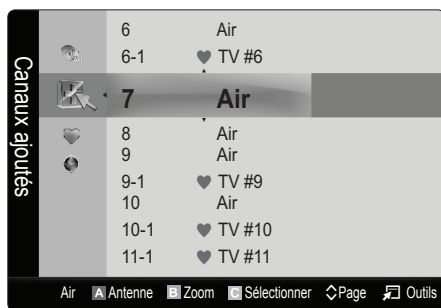 Canaux ajoutés
6 Air
6-1 ♥ TV #6
7 Air
8 Air
9 Air
9-1 ♥ TV #9
10 Air
10-1 ♥ TV #10
11-1 ♥ TV #11
Air A Antenne B Zoom C Sélectionner Page Outils